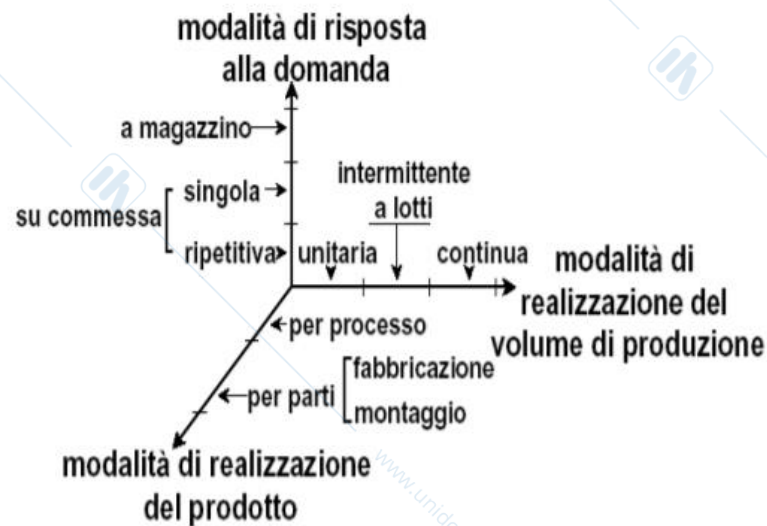 modalità di risposta
alla domanda
a magazzino
singola
su commessa
ripetitiva
intermittente
a lotti
unitaria
continua
modalità di
realizzazione del
volume di produzione
per processo
per parti
fabbricazione
montaggio
modalità di realizzazione
del prodotto